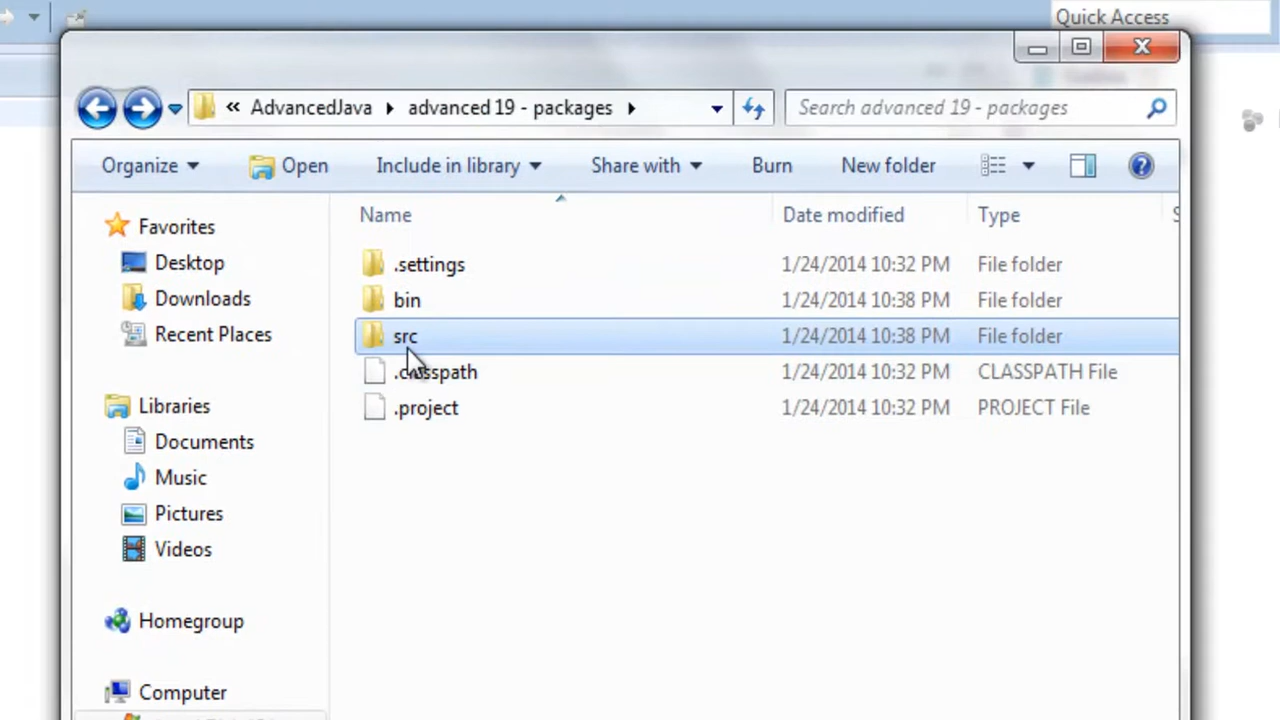 Quick Access
« AdvancedJava advanced 19 - packages Search advanced 19 - packages
Organize Open Include in library Share with Burn New folder
Name Date modified Type
Favorites
Desktop
Downloads
Recent Places
Libraries
Documents
Music
Pictures
Videos
Homegroup
Computer
.settings 1/24/2014 10:32 PM File folder
bin 1/24/2014 10:38 PM File folder
src 1/24/2014 10:38 PM File folder
.classpath 1/24/2014 10:32 PM CLASSPATH File
.project 1/24/2014 10:32 PM PROJECT File